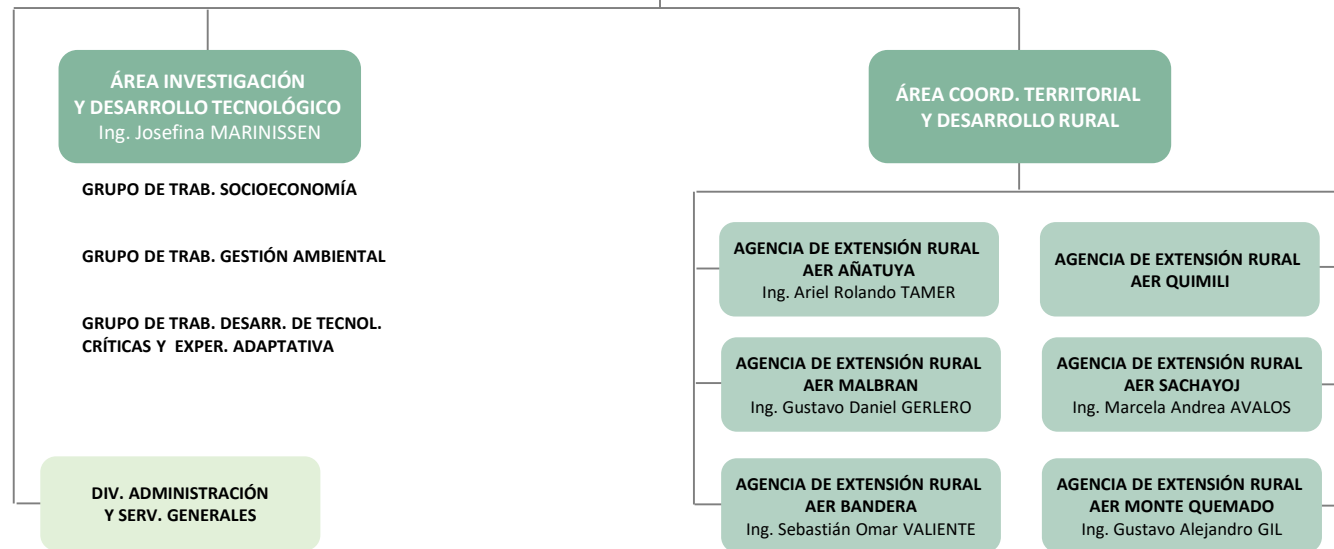 ÁREA INVESTIGACIÓN
Y DESARROLLO TECNOLÓGICO
Ing. Josefina MARINISSEN
GRUPO DE TRAB. SOCIOECONOMÍA
GRUPO DE TRAB. GESTIÓN AMBIENTAL
GRUPO DE TRAB. DESARR. DE TECNOL.
CRÍTICAS Y EXPER. ADAPTATIVA
DIV. ADMINISTRACIÓN
Y SERV. GENERALES
ÁREA COORD. TERRITORIAL
Y DESARROLLO RURAL
AGENCIA DE EXTENSIÓN RURAL
AER AÑATUYA
Ing. Ariel Rolando TAMER
AGENCIA DE EXTENSIÓN RURAL
AER QUIMILI
AGENCIA DE EXTENSIÓN RURAL
AER MALBRAN
Ing. Gustavo Daniel GERLERO
AGENCIA DE EXTENSIÓN RURAL
AER SACHAYOJ
Ing. Marcela Andrea AVALOS
AGENCIA DE EXTENSIÓN RURAL
AER BANDERA
Ing. Sebastián Omar VALIENTE
AGENCIA DE EXTENSIÓN RURAL
AER MONTE QUEMADO
Ing. Gustavo Alejandro GIL